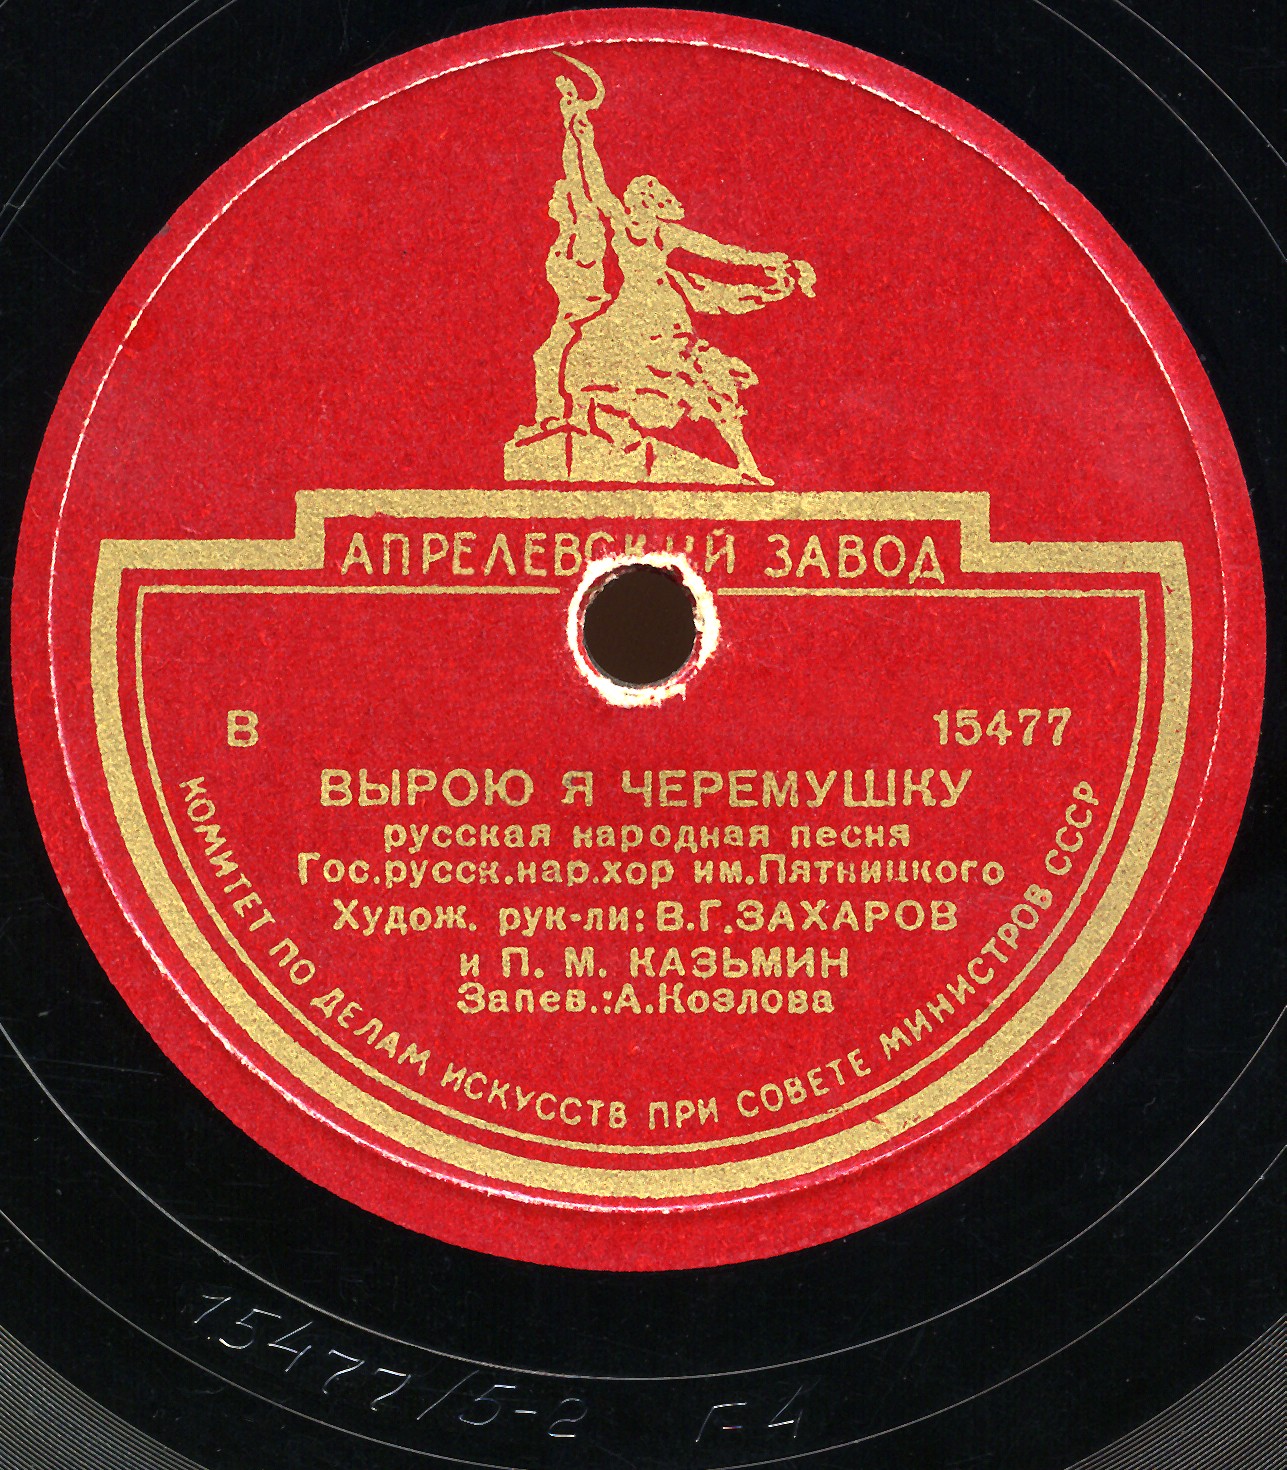 АПРЕЛЕВСКИЙ ЗАВОД
В 15477
ВЫРОЮ Я ЧЕРЕМУШКУ
русская народная песня
Гос.русск.нар.хор им.Пятницкого
Худож. рук-ли: В.Г.ЗАХАРОВ
и П. М. КАЗЬМИН
Запев.:А.Козлова
КОМИТЕТ ПО ДЕЛАМ ИСКУССТВ ПРИ СОВЕТЕ МИНИСТРОВ СССР
15477/5-2 F-4